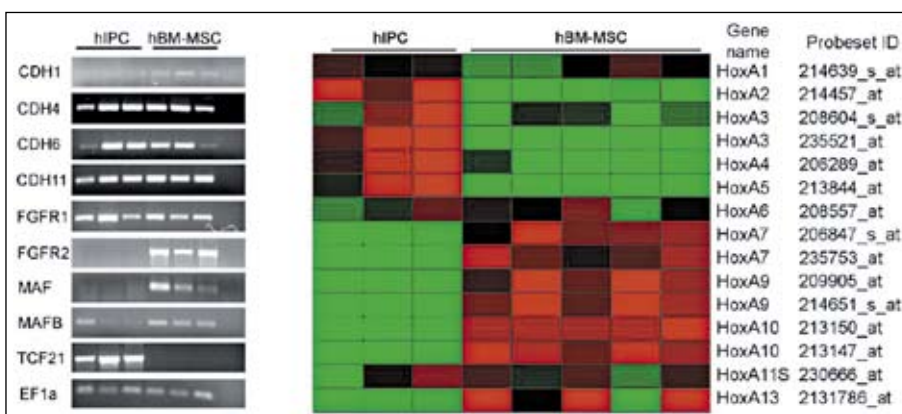 hIPC hBM-MSC
CDH1
CDH4
CDH6
CDH11
FGFR1
FGFR2
MAF
MAFB
TCF21
EF1a
hIPC hBM-MSC Gene name Probeset ID
HoxA1 214639_s_at
HoxA2 214457_at
HoxA3 208604_s_at
HoxA3 235521_at
HoxA4 206289_at
HoxA5 213844_at
HoxA6 208557_at
HoxA7 206847_s_at
HoxA7 235753_at
HoxA9 209905_at
HoxA9 214651_s_at
HoxA10 213150_at
HoxA10 213147_at
HoxA11S 230666_at
HoxA13 2131786_at